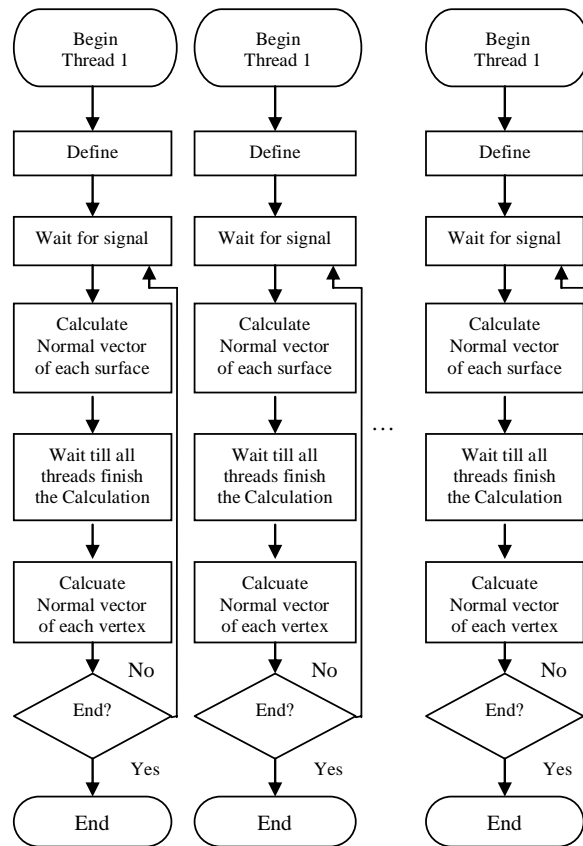 Begin
Thread 1
Define
Wait for signal
Calculate
Normal vector
of each surface
Wait till all
threads finish
the Calculation
Calcuate
Normal vector
of each vertex
No
End?
Yes
End
Begin
Thread 1
Define
Wait for signal
Calculate
Normal vector
of each surface
Wait till all
threads finish
the Calculation
Calcuate
Normal vector
of each vertex
No
End?
Yes
End
…
Begin
Thread 1
Define
Wait for signal
Calculate
Normal vector
of each surface
Wait till all
threads finish
the Calculation
Calcuate
Normal vector
of each vertex
No
End?
Yes
End